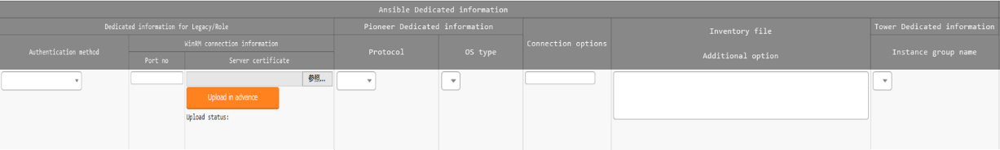 Ansible Dedicated information
Dedicated information for Legacy/Role
Pioneer Dedicated information
Tower Dedicated information
Authentication method
WinRM connection information
Port no
Server certificate
Protocol
OS type
Connection options
Inventory file
Additional option
Instance group name
参照...
Upload in advance
Upload status: